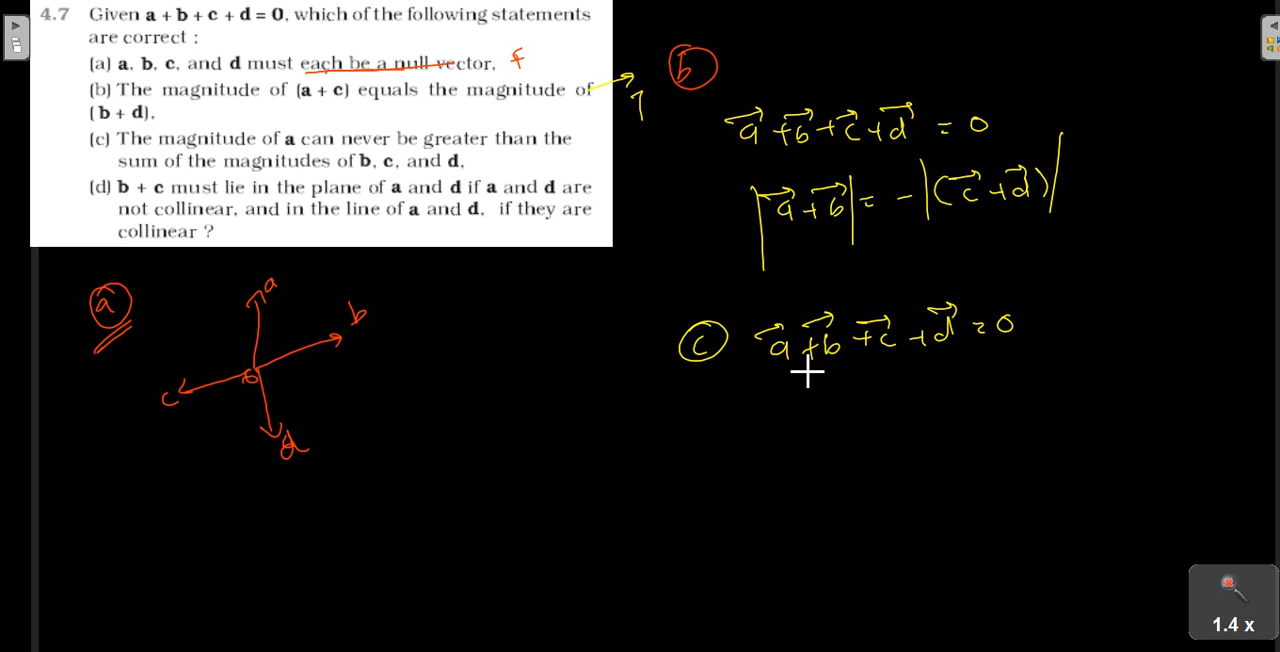 4.7 Given a + b + c + d = 0, which of the following statements
are correct :
(a) a, b, c, and d must each be a null vector, f
(b) The magnitude of (a + c) equals the magnitude of
( b + d), T
(c) The magnitude of a can never be greater than the
sum of the magnitudes of b, c, and d,
(d) b + c must lie in the plane of a and d if a and d are
not collinear, and in the line of a and d, if they are
collinear ?
(b)
a⃗ + b⃗ + c⃗ + d⃗ = 0
|a⃗ + b⃗| = - |(c⃗ + d⃗)|
(c) a⃗ + b⃗ + c⃗ + d⃗ = 0
(a)
a
b
c
o
d
1.4 x